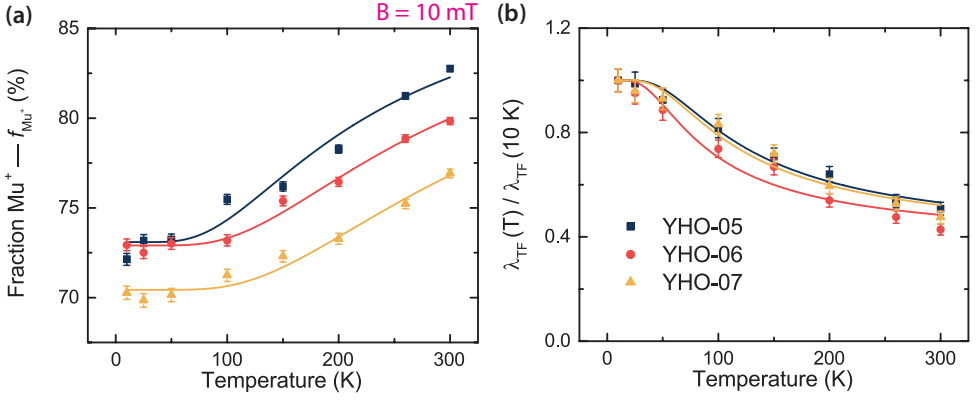 (a)
B = 10 mT
85
80
75
70
0
100
200
300
Temperature (K)
Fraction Mu⁺ — f_Mu⁺ (%)
(b)
1.2
0.8
0.4
0.0
0
100
200
300
Temperature (K)
λ_TF (T) / λ_TF (10 K)
YHO-05
YHO-06
YHO-07